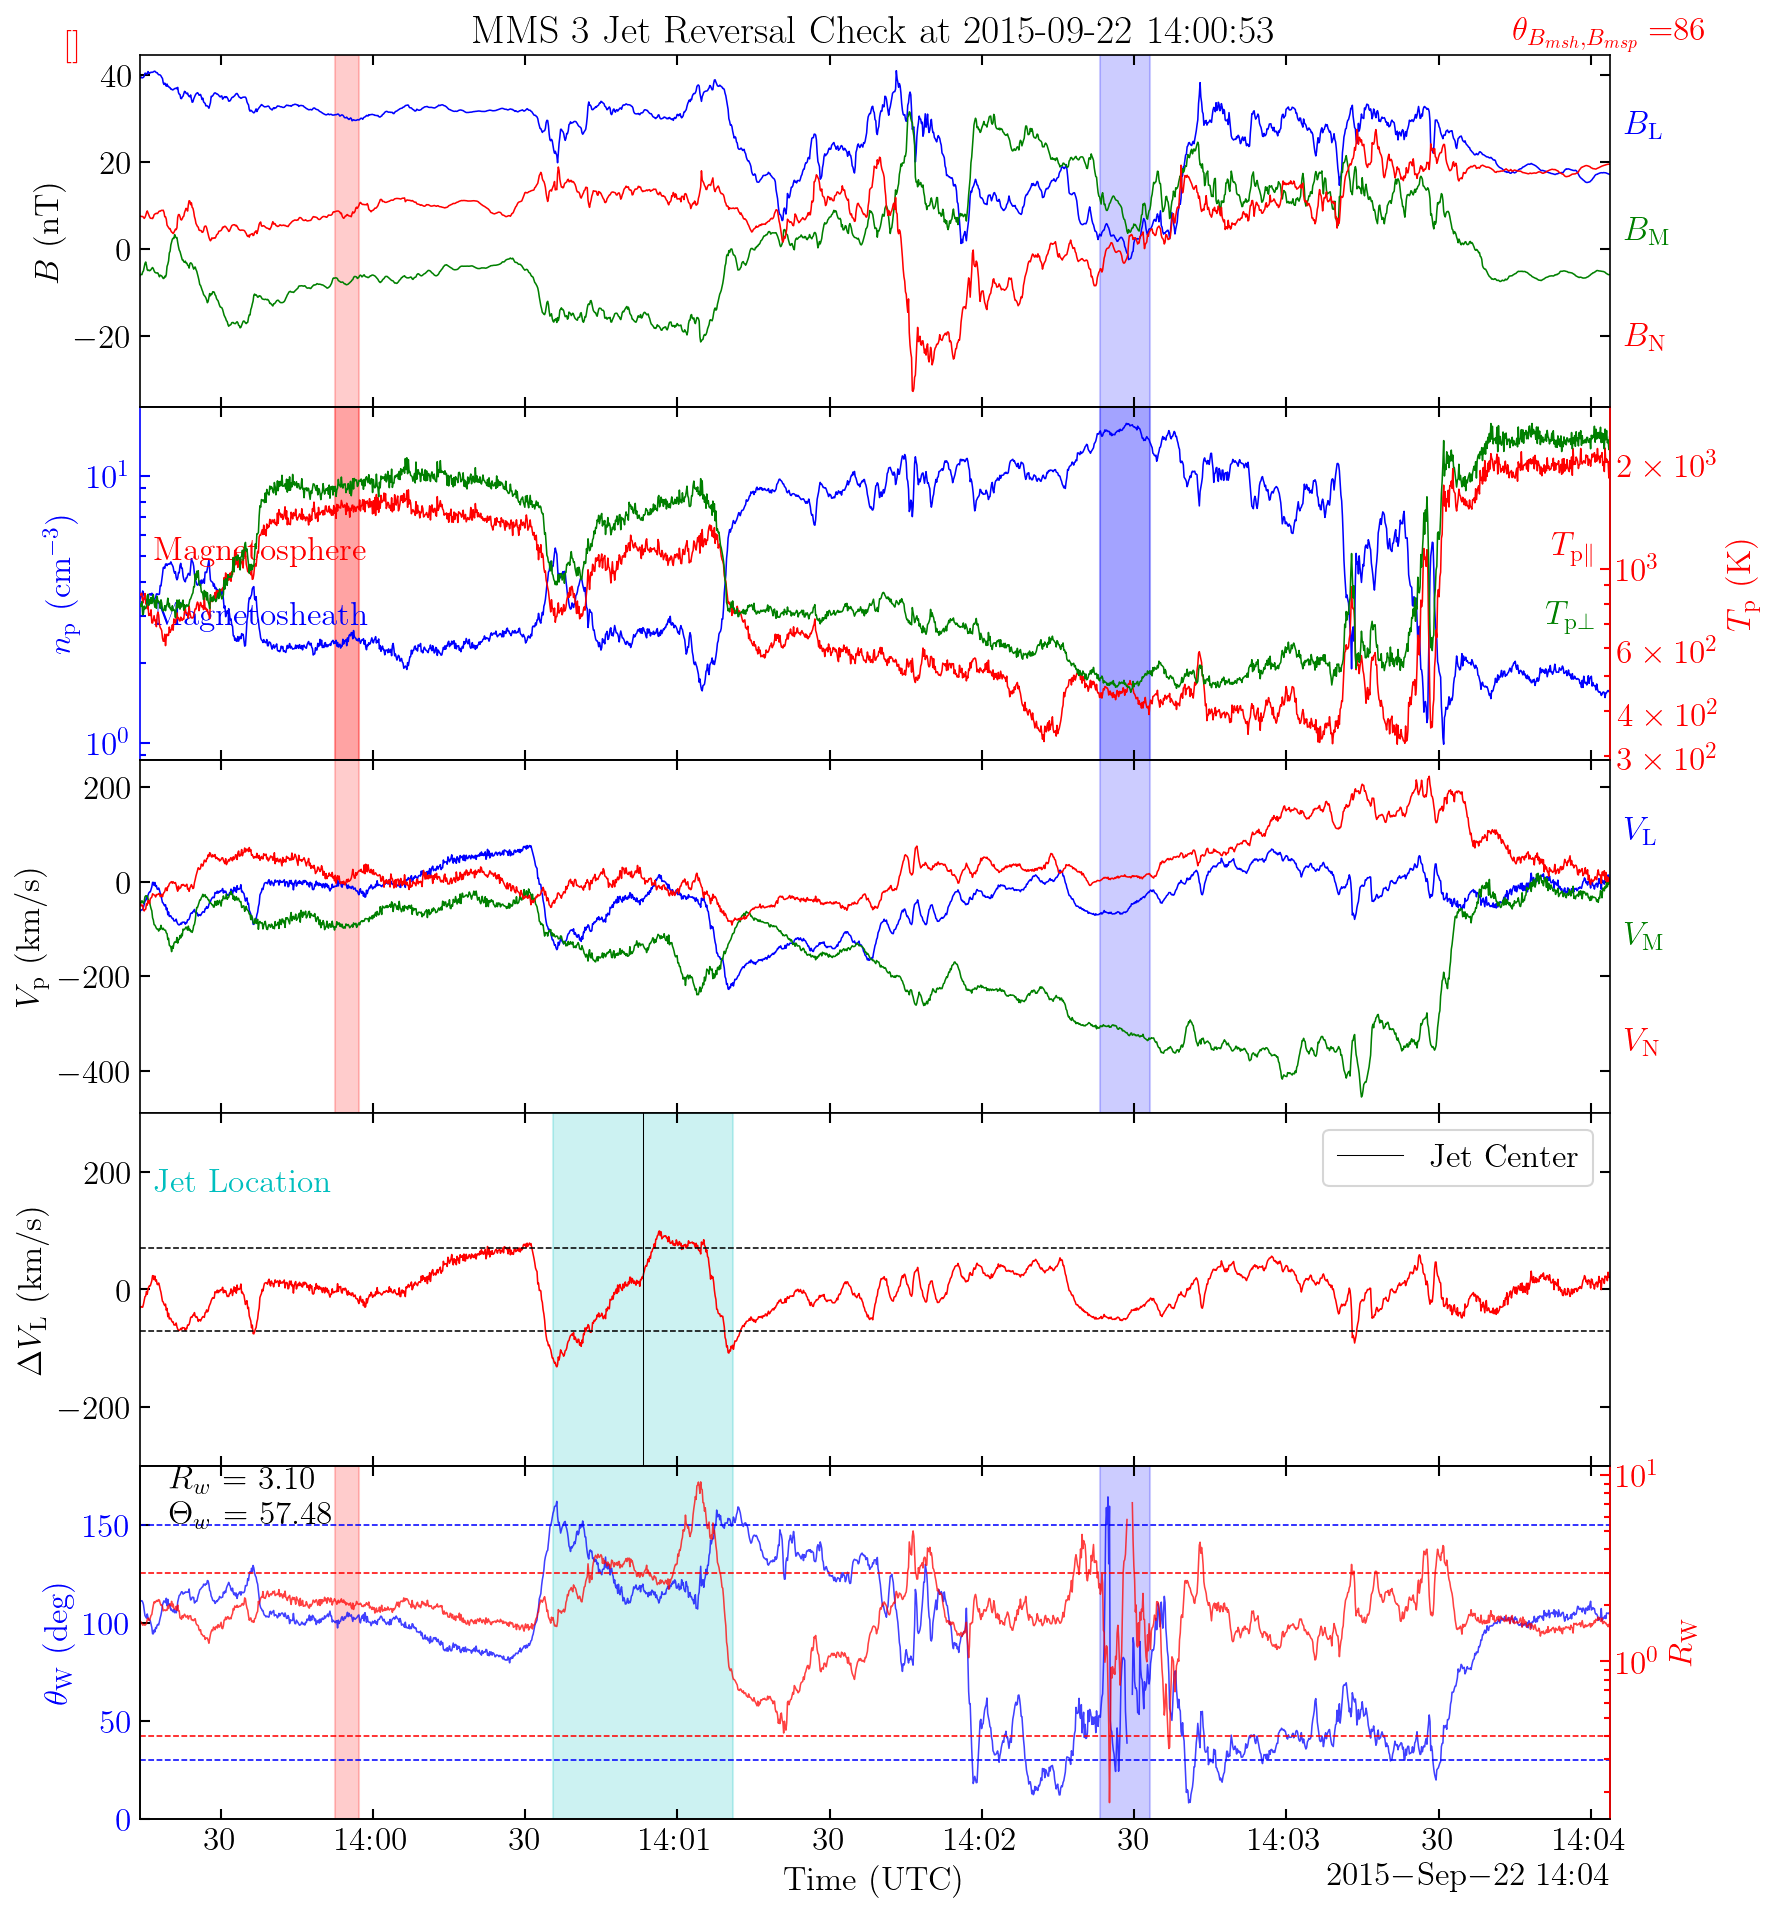 MMS 3 Jet Reversal Check at 2015-09-22 14:00:53
θ_{B_{msh},B_{msp}} =86
40
20
0
−20
B (nT)
B_L
B_M
B_N
10^1
10^0
n_p (cm^{−3})
Magnetosphere
Magnetosheath
T_{p∥}
T_{p⊥}
2 × 10^3
10^3
6 × 10^2
4 × 10^2
3 × 10^2
T_p (K)
200
0
−200
−400
V_p (km/s)
V_L
V_M
V_N
200
0
−200
ΔV_L (km/s)
Jet Location
Jet Center
R_w = 3.10
Θ_w = 57.48
150
100
50
0
θ_W (deg)
10^1
10^0
R_W
30 14:00 30 14:01 30 14:02 30 14:03 30 14:04
Time (UTC)
2015−Sep−22 14:04